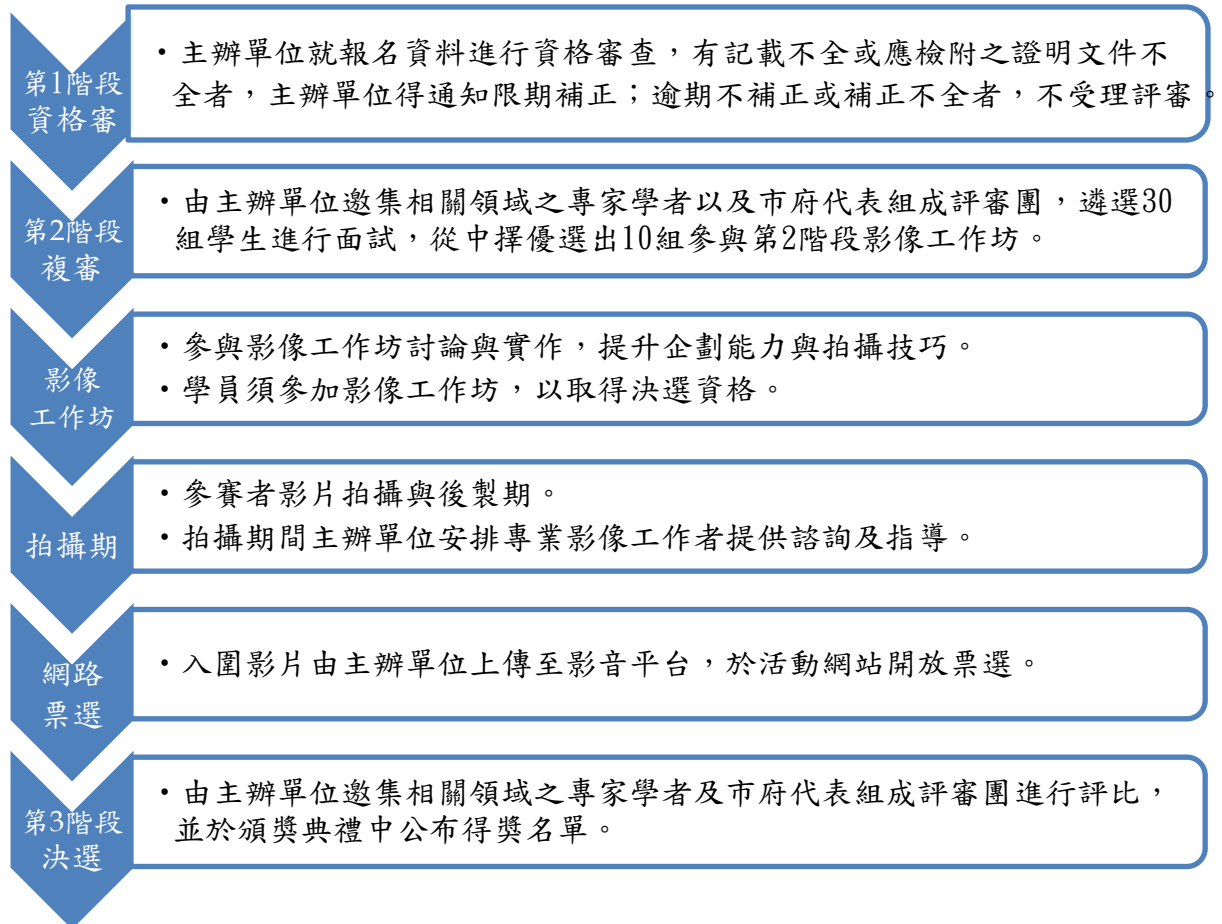 第1階段
資格審
・主辦單位就報名資料進行資格審查，有記載不全或應檢附之證明文件不
全者，主辦單位得通知限期補正；逾期不補正或補正不全者，不受理評審。
第2階段
複審
・由主辦單位邀集相關領域之專家學者以及市府代表組成評審團，遴選30
組學生進行面試，從中擇優選出10組參與第2階段影像工作坊。
影像
工作坊
・參與影像工作坊討論與實作，提升企劃能力與拍攝技巧。
・學員須參加影像工作坊，以取得決選資格。
拍攝期
・參賽者影片拍攝與後製期。
・拍攝期間主辦單位安排專業影像工作者提供諮詢及指導。
網路
票選
・入圍影片由主辦單位上傳至影音平台，於活動網站開放票選。
第3階段
決選
・由主辦單位邀集相關領域之專家學者及市府代表組成評審團進行評比，
並於頒獎典禮中公布得獎名單。